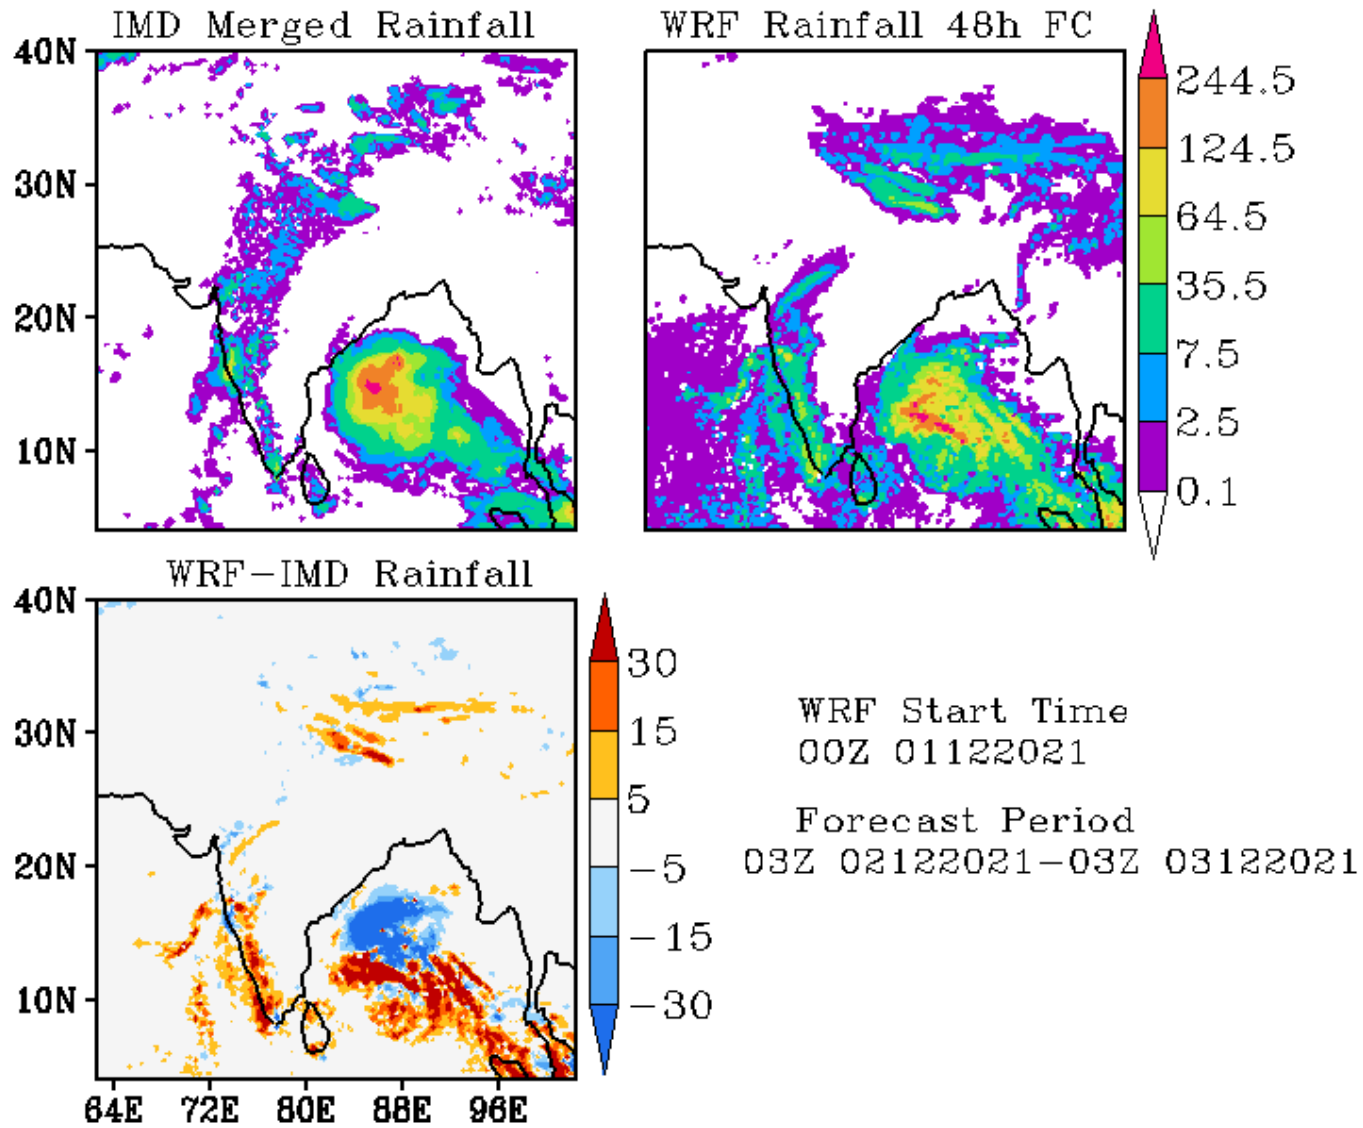 IMD Merged Rainfall
WRF Rainfall 48h FC
40N
30N
20N
10N
244.5
124.5
64.5
35.5
7.5
2.5
0.1
WRF-IMD Rainfall
40N
30N
20N
10N
64E 72E 80E 88E 96E
30
15
5
-5
-15
-30
WRF Start Time
00Z 01122021
Forecast Period
03Z 02122021-03Z 03122021